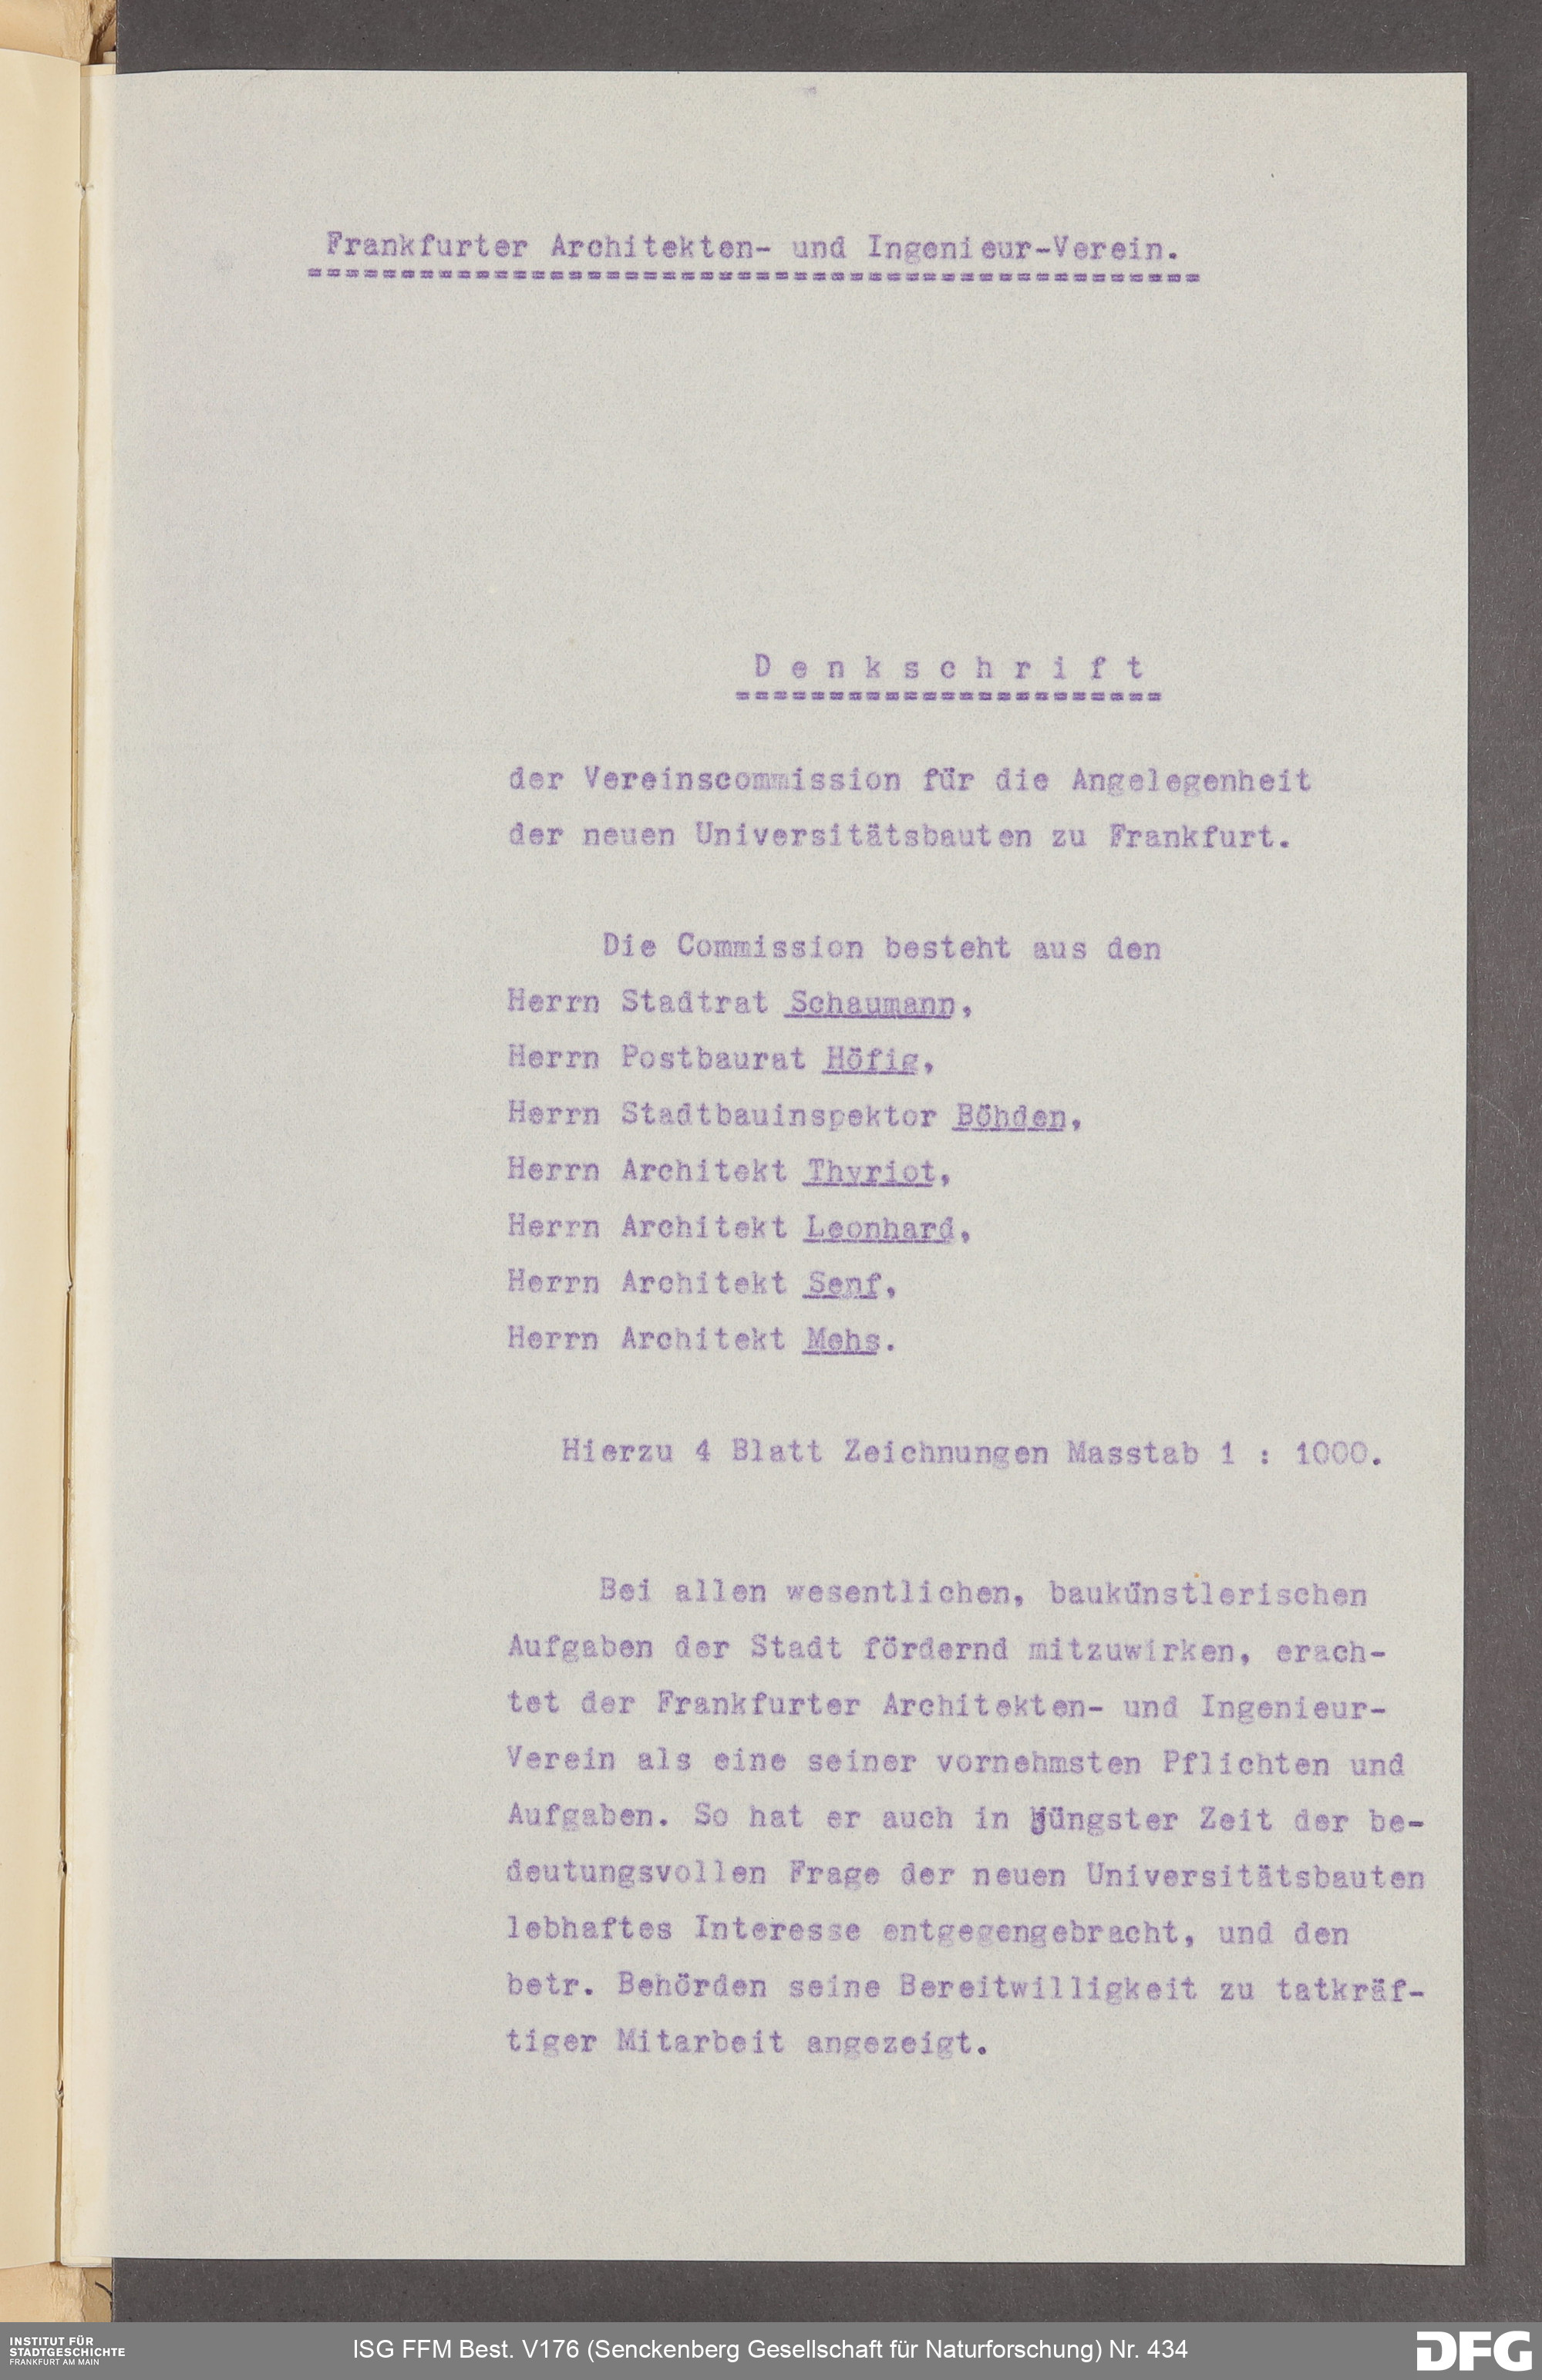 Frankfurter Architekten- und Ingenieur-Verein.
Denkschrift
der Vereinscommission für die Angelegenheit
der neuen Universitätsbauten zu Frankfurt.
Die Commission besteht aus den
Herrn Stadtrat Schaumann,
Herrn Postbaurat Höfig,
Herrn Stadtbauinspektor Böhden,
Herrn Architekt Thyriot,
Herrn Architekt Leonhard,
Herrn Architekt Senf,
Herrn Architekt Mehs.
Hierzu 4 Blatt Zeichnungen Masstab 1 : 1000.
Bei allen wesentlichen, baukünstlerischen
Aufgaben der Stadt fördernd mitzuwirken, erach-
tet der Frankfurter Architekten- und Ingenieur-
Verein als eine seiner vornehmsten Pflichten und
Aufgaben. So hat er auch in jüngster Zeit der be-
deutungsvollen Frage der neuen Universitätsbauten
lebhaftes Interesse entgegengebracht, und den
betr. Behörden seine Bereitwilligkeit zu tatkräf-
tiger Mitarbeit angezeigt.
INSTITUT FÜR
STADTGESCHICHTE
FRANKFURT AM MAIN
ISG FFM Best. V176 (Senckenberg Gesellschaft für Naturforschung) Nr. 434
DFG